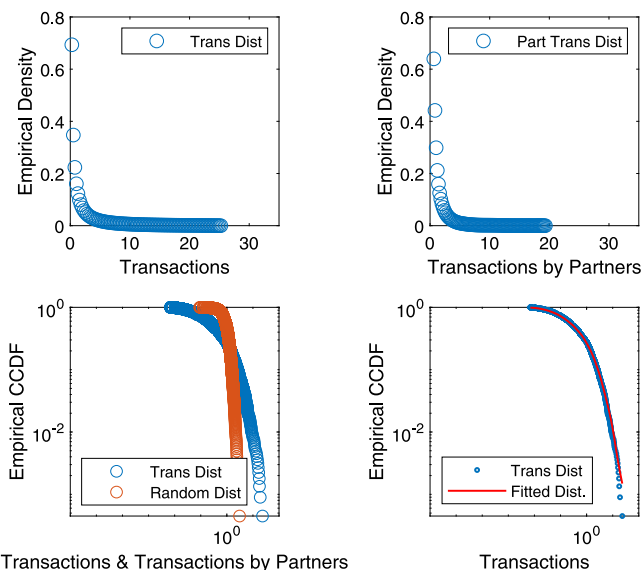 Empirical Density
0.8
0.6
0.4
0.2
0
0
10
20
30
Transactions
Trans Dist
Empirical Density
0.8
0.6
0.4
0.2
0
0
10
20
30
Transactions by Partners
Part Trans Dist
Empirical CCDF
10^0
10^-2
10^0
Transactions & Transactions by Partners
Trans Dist
Random Dist
Empirical CCDF
10^0
10^-2
10^0
Transactions
Trans Dist
Fitted Dist.